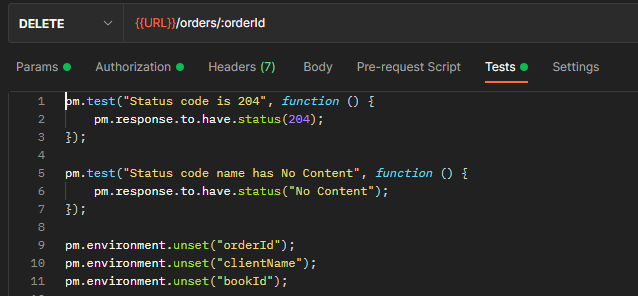 DELETE {{URL}}/orders/:orderId
Params Authorization Headers (7) Body Pre-request Script Tests Settings
1 pm.test("Status code is 204", function () {
2 pm.response.to.have.status(204);
3 });
4
5 pm.test("Status code name has No Content", function () {
6 pm.response.to.have.status("No Content");
7 });
8
9 pm.environment.unset("orderId");
10 pm.environment.unset("clientName");
11 pm.environment.unset("bookId");